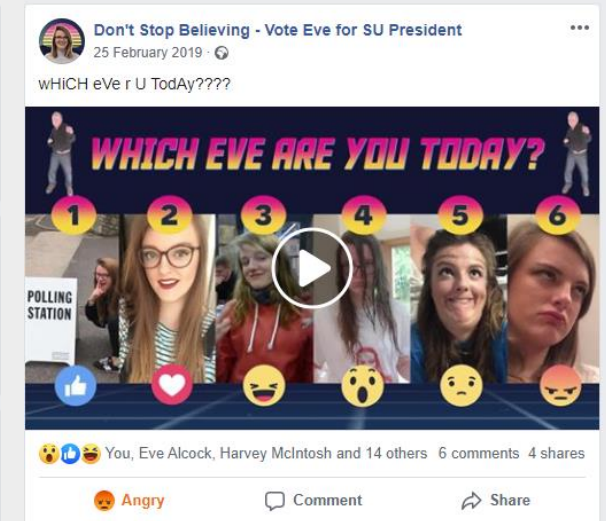 Don't Stop Believing - Vote Eve for SU President
25 February 2019 ·
wHiCH eVe r U TodAy????
WHICH EVE ARE YOU TODAY?
1 2 3 4 5 6
POLLING
STATION
You, Eve Alcock, Harvey McIntosh and 14 others 6 comments 4 shares
Angry Comment Share